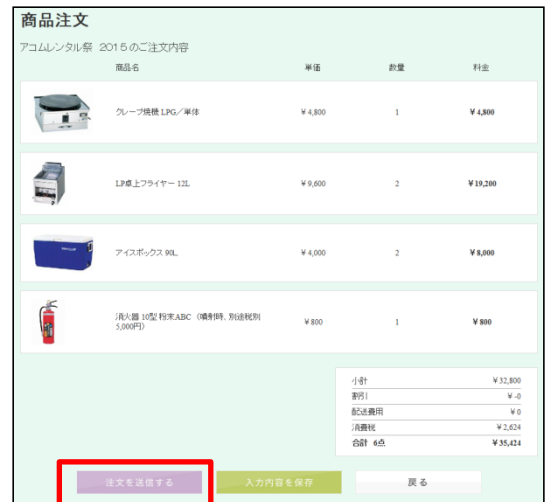 商品注文
アコムレンタル祭 2015のご注文内容
商品名 単価 数量 料金
クレープ焼機 LPG／単体 ¥4,800 1 ¥4,800
LP卓上フライヤー 12L ¥9,600 2 ¥19,200
アイスボックス 90L ¥4,000 2 ¥8,000
消火器 10型 粉末ABC （噴射時, 別途税別
5,000円） ¥800 1 ¥800
小計 ¥32,800
割引 ¥-0
配送費用 ¥0
消費税 ¥2,624
合計 6点 ¥35,424
注文を送信する 入力内容を保存 戻る